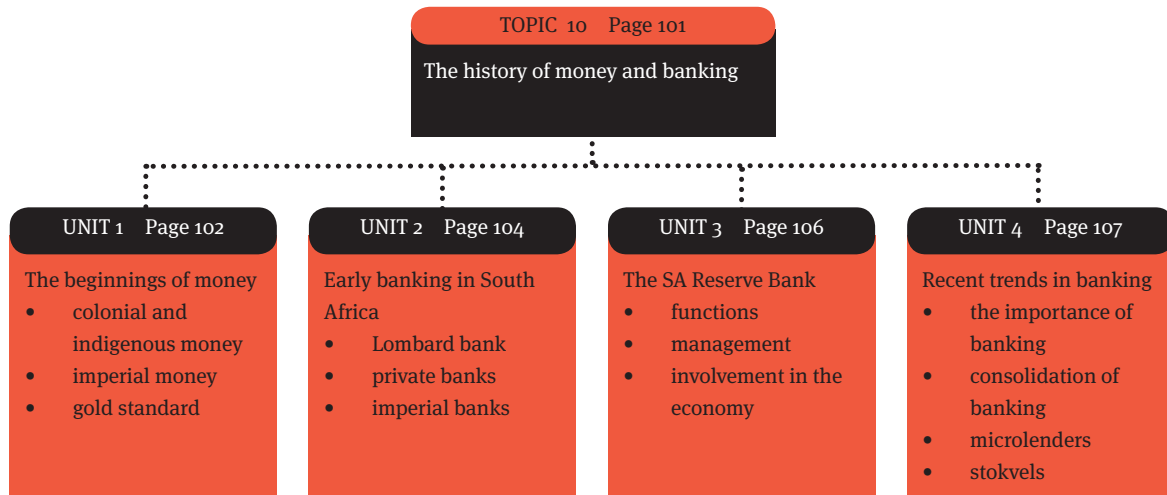 TOPIC 10 Page 101
The history of money and banking
UNIT 1 Page 102
The beginnings of money
• colonial and
indigenous money
• imperial money
• gold standard
UNIT 2 Page 104
Early banking in South
Africa
• Lombard bank
• private banks
• imperial banks
UNIT 3 Page 106
The SA Reserve Bank
• functions
• management
• involvement in the
economy
UNIT 4 Page 107
Recent trends in banking
• the importance of
banking
• consolidation of
banking
• microlenders
• stokvels